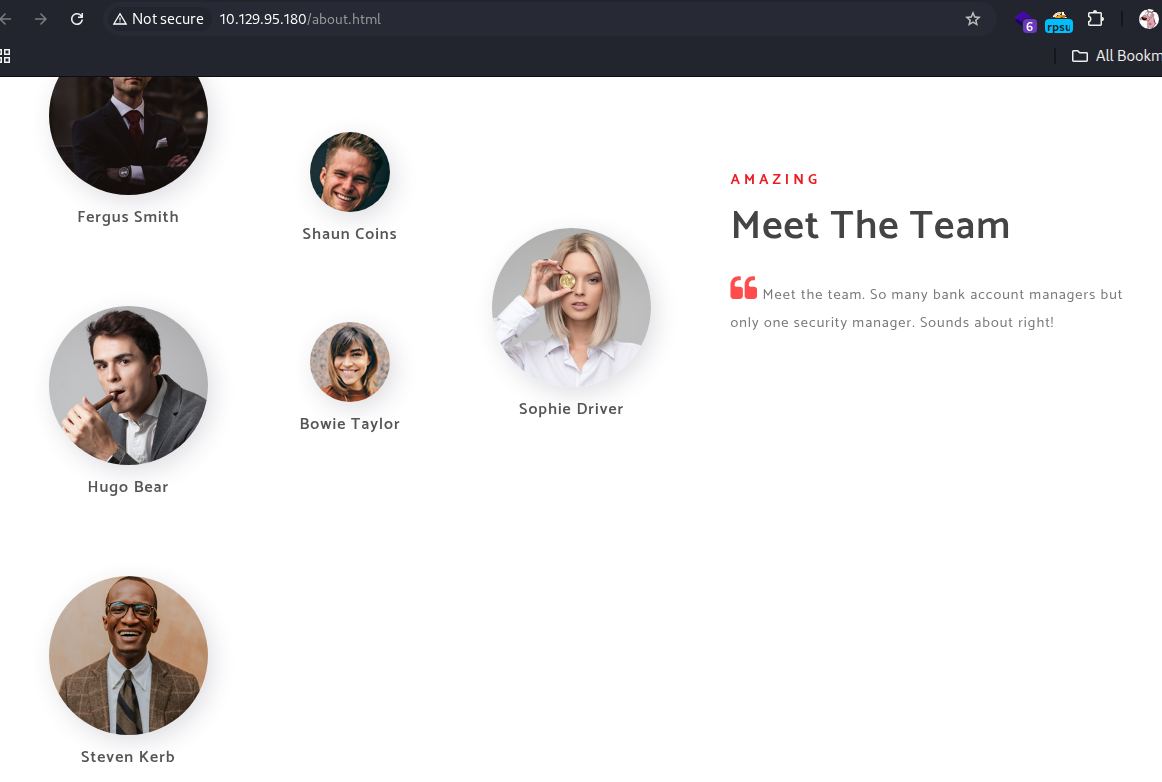 Not secure 10.129.95.180/about.html
6
rpsu
All Bookm
Fergus Smith
Shaun Coins
Hugo Bear
Bowie Taylor
Sophie Driver
Steven Kerb
AMAZING
Meet The Team
Meet the team. So many bank account managers but
only one security manager. Sounds about right!